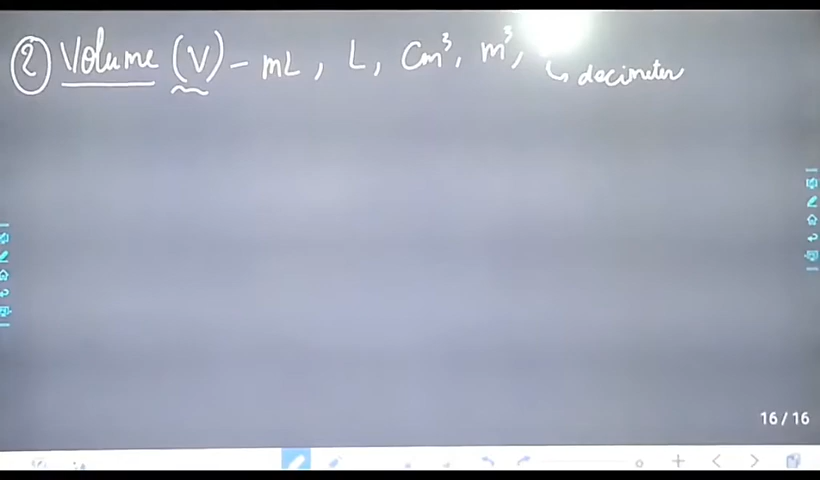 ② Volume (V) - mL, L, Cm³, m³,
↳ decimeter
16/16